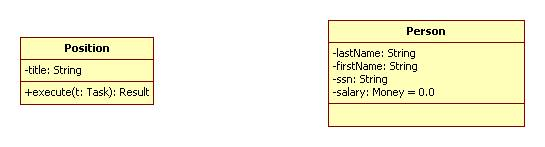 Position
-title: String
+execute(t: Task): Result
Person
-lastName: String
-firstName: String
-ssn: String
-salary: Money = 0.0